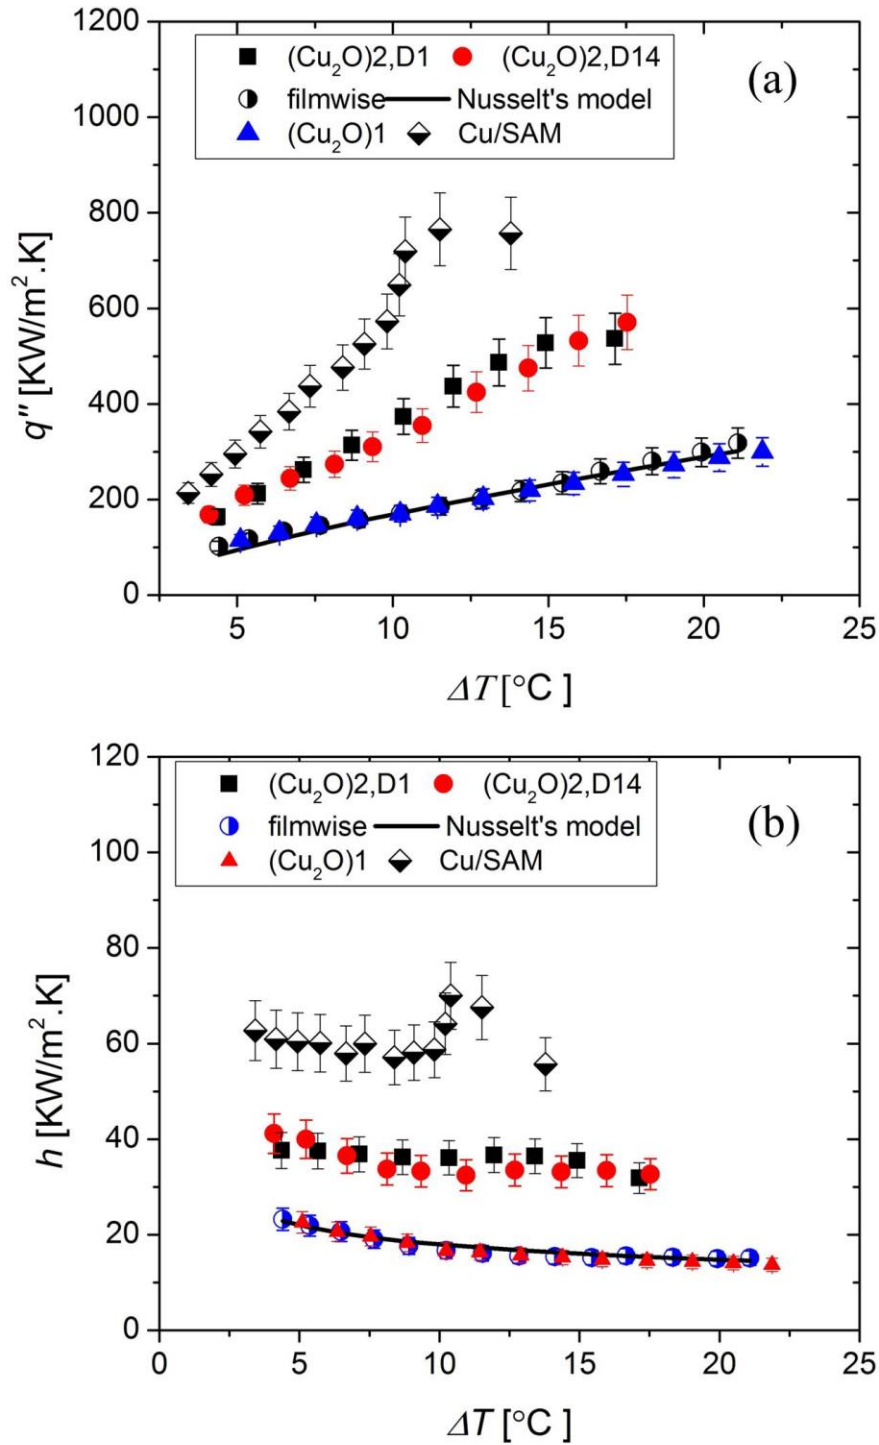 1200
1000
800
600
400
200
0
q″ [KW/m².K]
(Cu₂O)2,D1 (Cu₂O)2,D14
filmwise Nusselt's model
(Cu₂O)1 Cu/SAM
(a)
5 10 15 20 25
ΔT [°C ]
120
100
80
60
40
20
0
h [KW/m².K]
(Cu₂O)2,D1 (Cu₂O)2,D14
filmwise Nusselt's model
(Cu₂O)1 Cu/SAM
(b)
0 5 10 15 20 25
ΔT [°C ]